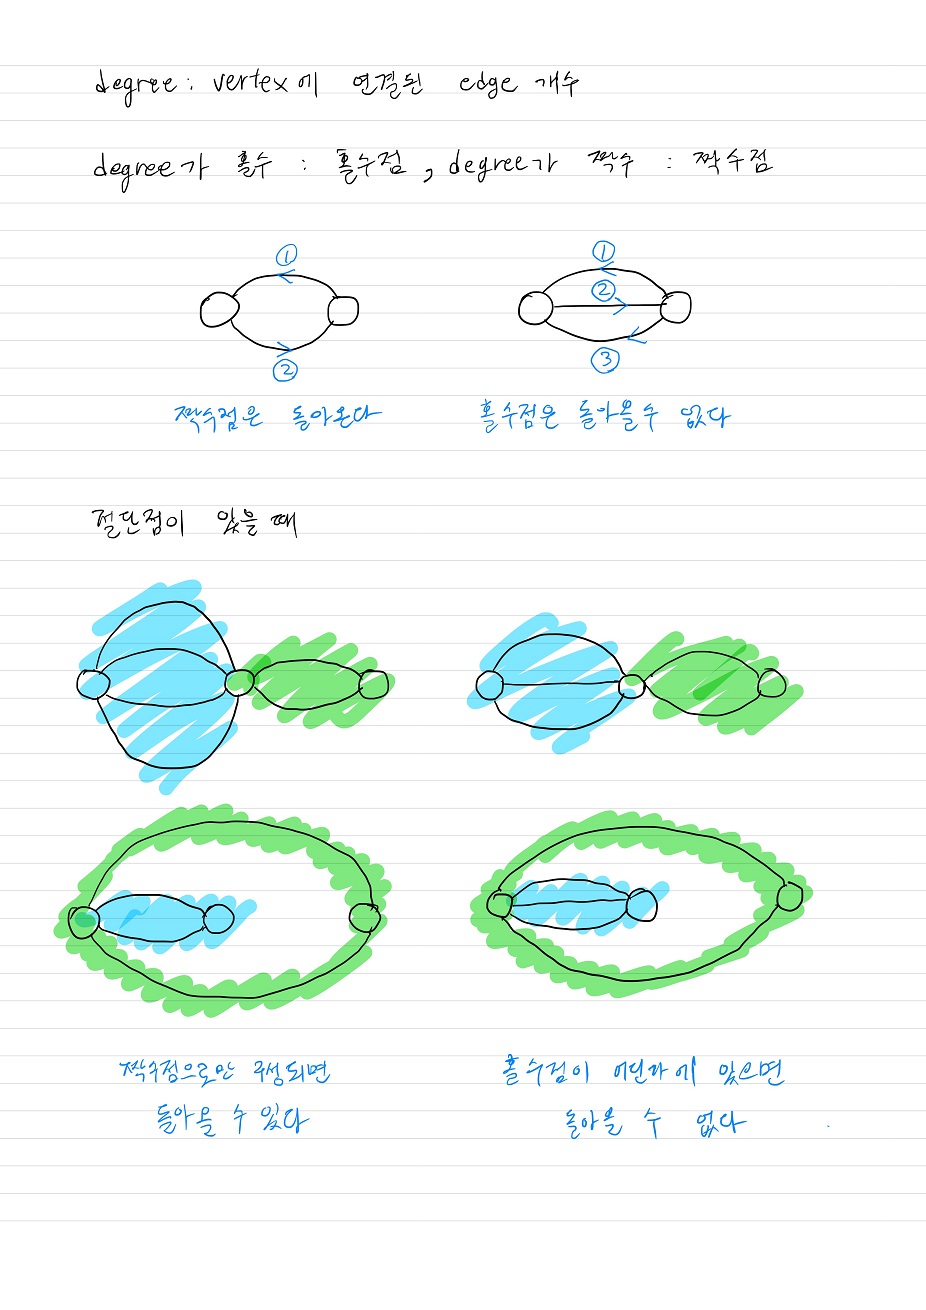 degree : vertex에 연결된 edge 개수
degree가 홀수 : 홀수점 , degree가 짝수 : 짝수점
①
②
①
②
③
짝수점은 돌아온다
홀수점은 돌아올수 없다
절단점이 있을 때
짝수점으로만 구성되면
돌아올 수 있다
홀수점이 어딘가에 있으면
돌아올 수 없다